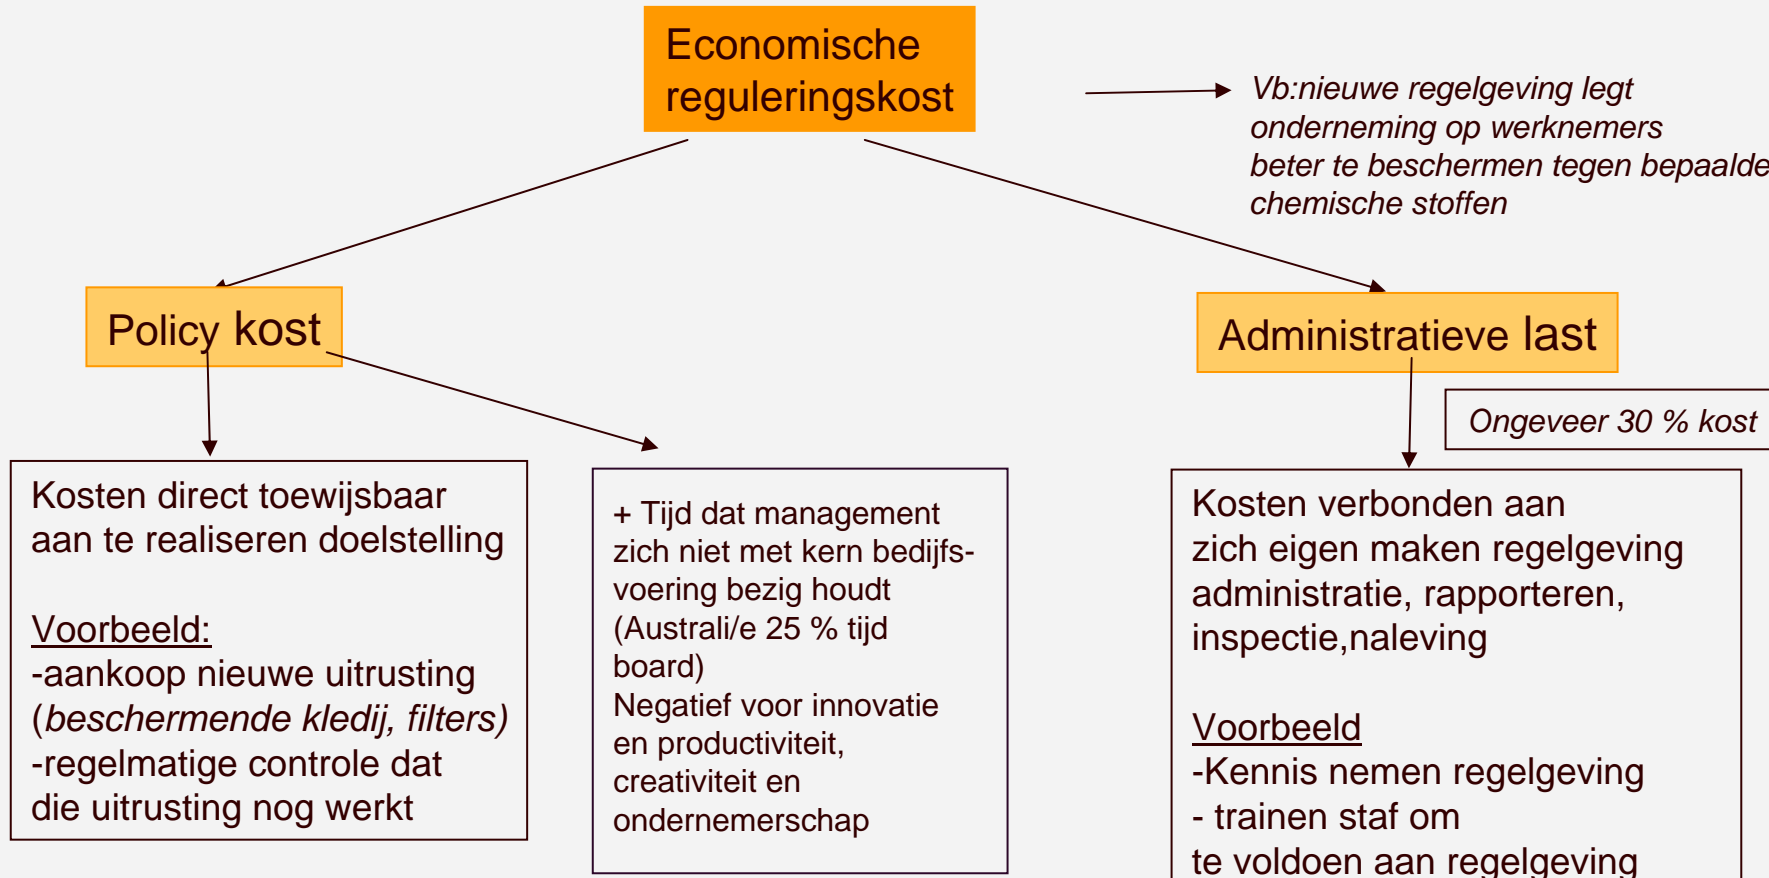 Economische
reguleringskost
Vb:nieuwe regelgeving legt
onderneming op werknemers
beter te beschermen tegen bepaalde
chemische stoffen
Policy kost
Administratieve last
Ongeveer 30 % kost
Kosten direct toewijsbaar
aan te realiseren doelstelling
Voorbeeld:
-aankoop nieuwe uitrusting
(beschermende kledij, filters)
-regelmatige controle dat
die uitrusting nog werkt
+ Tijd dat management
zich niet met kern bedijfs-
voering bezig houdt
(Australi/e 25 % tijd
board)
Negatief voor innovatie
en productiviteit,
creativiteit en
ondernemerschap
Kosten verbonden aan
zich eigen maken regelgeving
administratie, rapporteren,
inspectie,naleving
Voorbeeld
-Kennis nemen regelgeving
- trainen staf om
te voldoen aan regelgeving